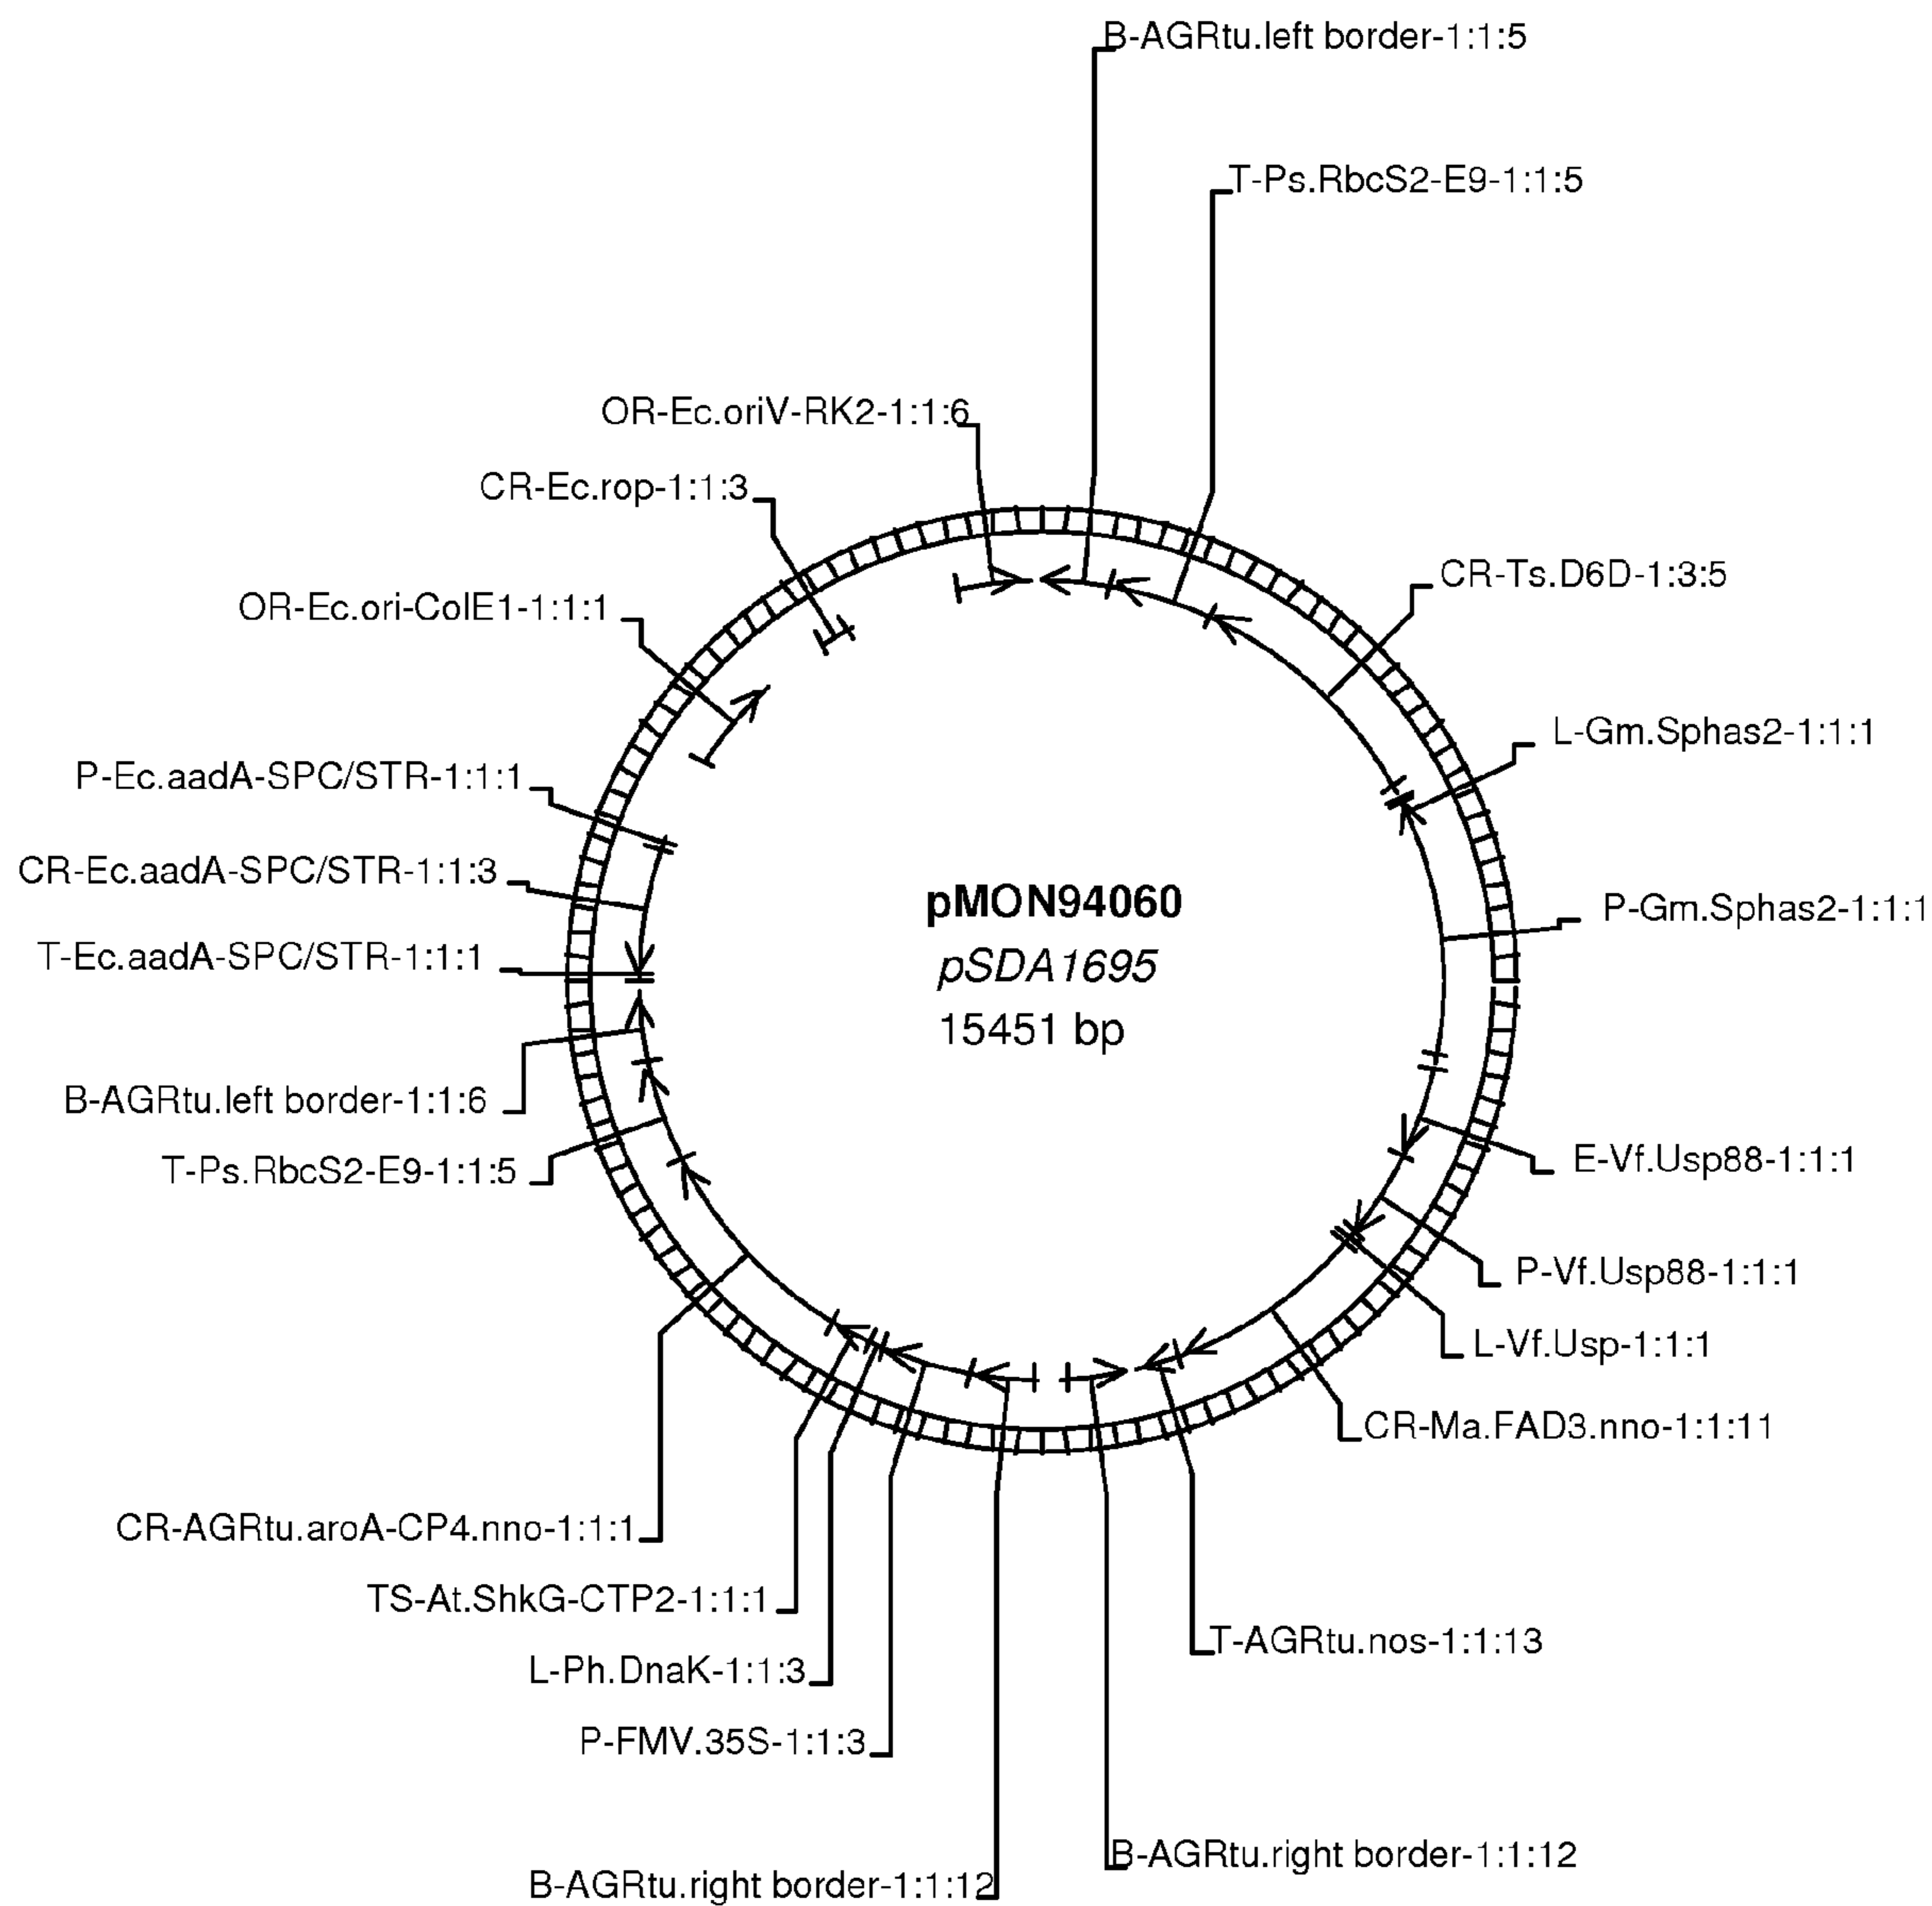 B-AGRtu.left border-1:1:5
T-Ps.RbcS2-E9-1:1:5
OR-Ec.oriV-RK2-1:1:6
CR-Ec.rop-1:1:3
CR-Ts.D6D-1:3:5
OR-Ec.ori-ColE1-1:1:1
L-Gm.Sphas2-1:1:1
P-Ec.aadA-SPC/STR-1:1:1
CR-Ec.aadA-SPC/STR-1:1:3
pMON94060
P-Gm.Sphas2-1:1:1
T-Ec.aadA-SPC/STR-1:1:1
pSDA1695
15451 bp
B-AGRtu.left border-1:1:6
T-Ps.RbcS2-E9-1:1:5
E-Vf.Usp88-1:1:1
P-Vf.Usp88-1:1:1
L-Vf.Usp-1:1:1
CR-Ma.FAD3.nno-1:1:11
CR-AGRtu.aroA-CP4.nno-1:1:1
TS-At.ShkG-CTP2-1:1:1
T-AGRtu.nos-1:1:13
L-Ph.DnaK-1:1:3
P-FMV.35S-1:1:3
B-AGRtu.right border-1:1:12
B-AGRtu.right border-1:1:12